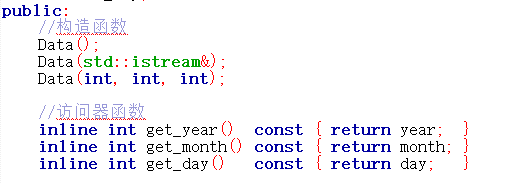 public:
//构造函数
Data();
Data(std::istream&);
Data(int, int, int);
//访问器函数
inline int get_year()  const { return year;  }
inline int get_month() const { return month; }
inline int get_day()   const { return day;  }